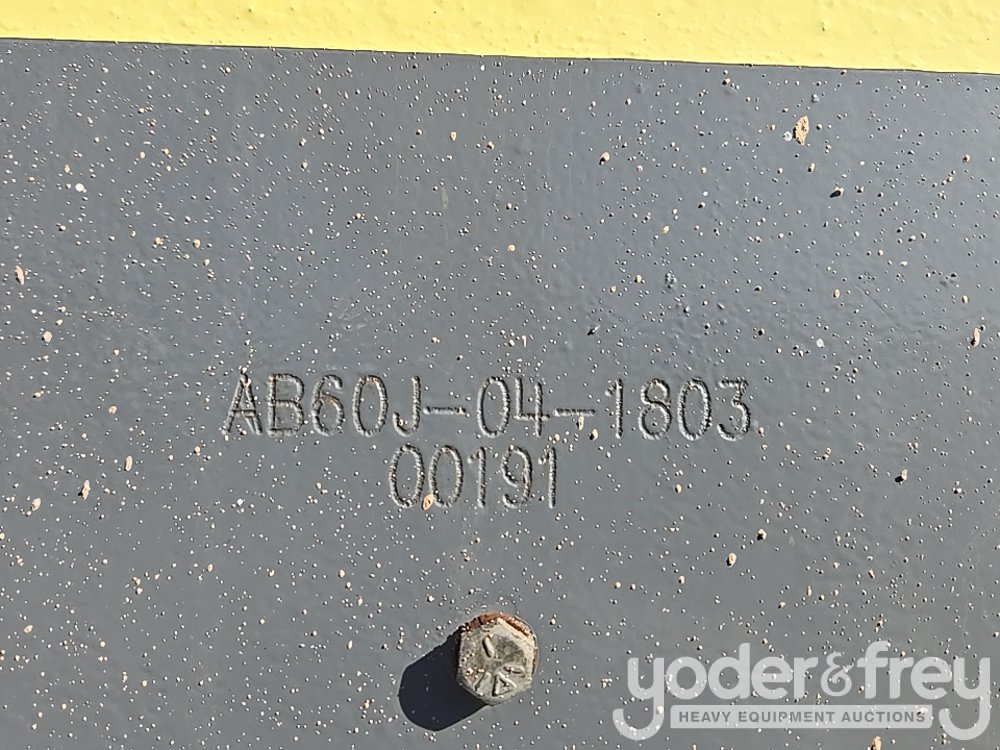 AB60J-04-1803
00191
yoder&frey
HEAVY EQUIPMENT AUCTIONS